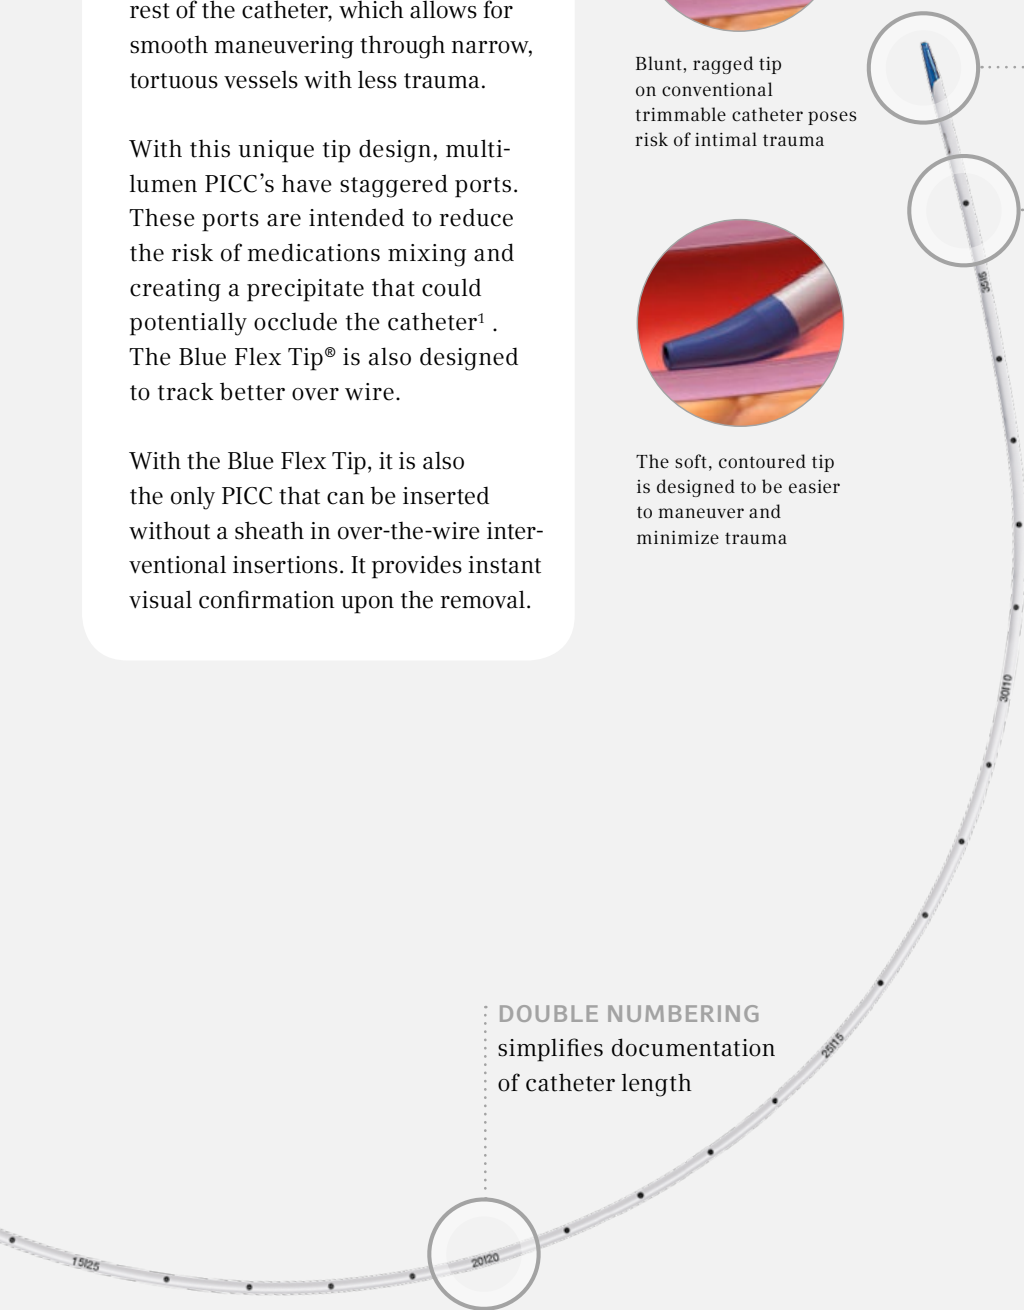 rest of the catheter, which allows for
smooth maneuvering through narrow,
tortuous vessels with less trauma.
With this unique tip design, multi-
lumen PICC’s have staggered ports.
These ports are intended to reduce
the risk of medications mixing and
creating a precipitate that could
potentially occlude the catheter¹ .
The Blue Flex Tip® is also designed
to track better over wire.
With the Blue Flex Tip, it is also
the only PICC that can be inserted
without a sheath in over-the-wire inter-
ventional insertions. It provides instant
visual confirmation upon the removal.
Blunt, ragged tip
on conventional
trimmable catheter poses
risk of intimal trauma
The soft, contoured tip
is designed to be easier
to maneuver and
minimize trauma
35|5
30|10
25|15
DOUBLE NUMBERING
simplifies documentation
of catheter length
20|20
15|25